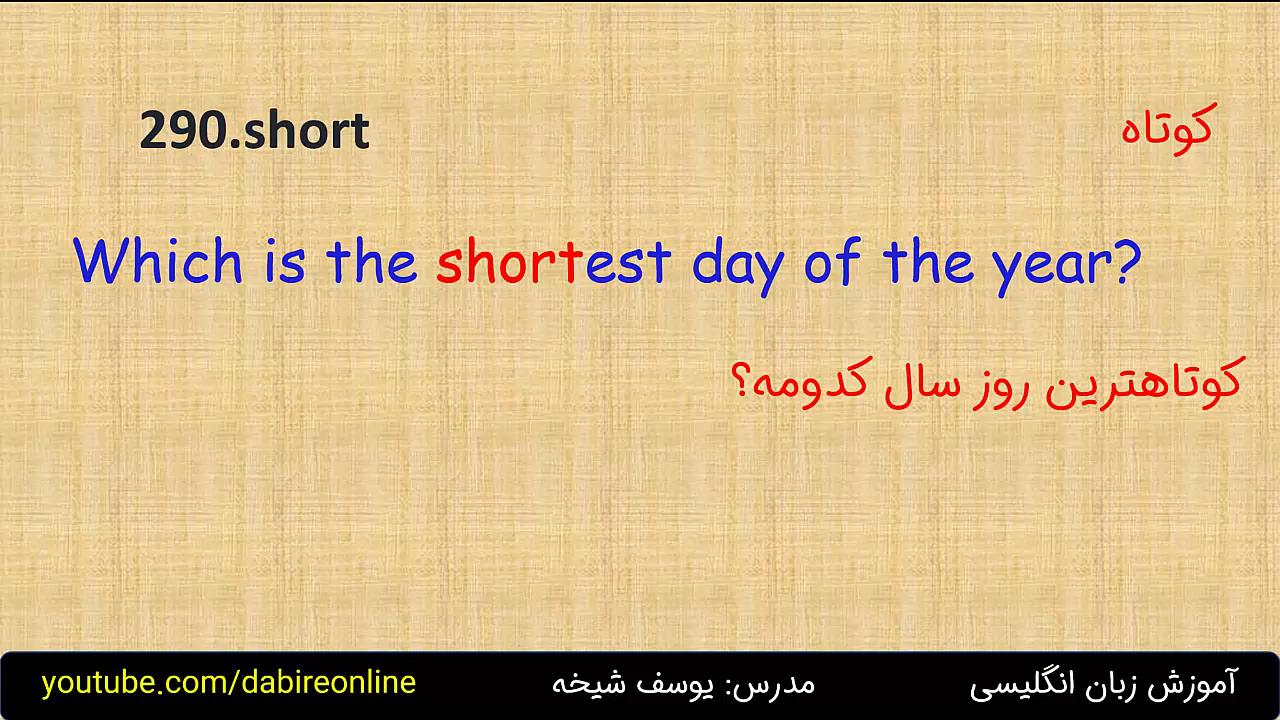 290.short
کوتاه
Which is the shortest day of the year?
کوتاهترین روز سال کدومه؟
youtube.com/dabireonline
مدرس: یوسف شیخه
آموزش زبان انگلیسی